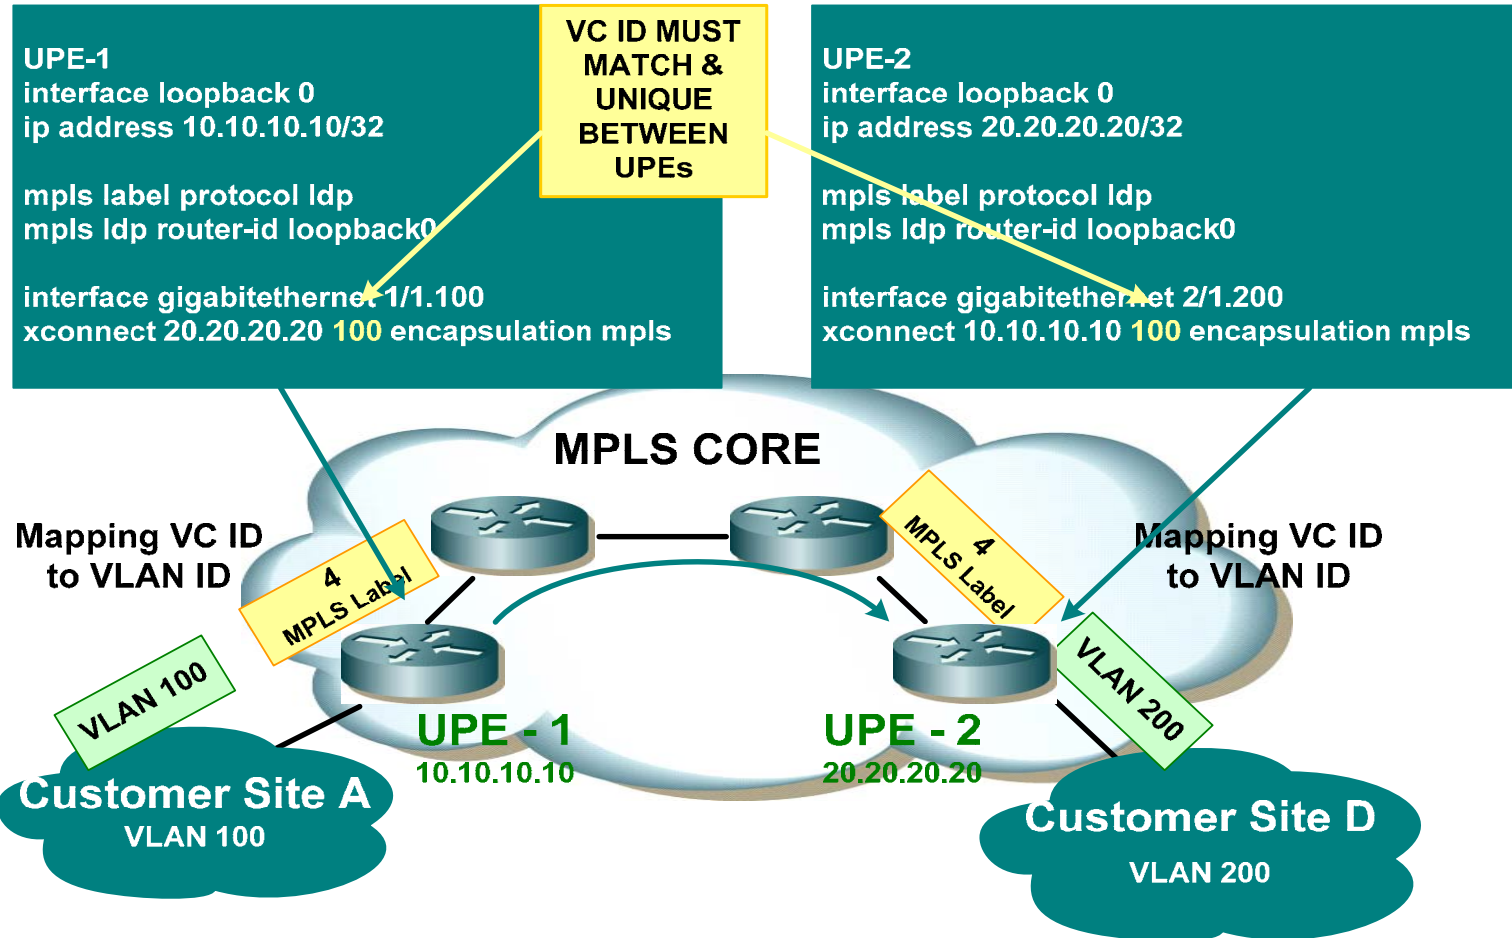 UPE-1
interface loopback 0
ip address 10.10.10.10/32
mpls label protocol ldp
mpls ldp router-id loopback0
interface gigabitethernet 1/1.100
xconnect 20.20.20.20 100 encapsulation mpls
VC ID MUST
MATCH &
UNIQUE
BETWEEN
UPEs
UPE-2
interface loopback 0
ip address 20.20.20.20/32
mpls label protocol ldp
mpls ldp router-id loopback0
interface gigabitethernet 2/1.200
xconnect 10.10.10.10 100 encapsulation mpls
MPLS CORE
Mapping VC ID
to VLAN ID
4
MPLS Label
4
MPLS Label
Mapping VC ID
to VLAN ID
VLAN 100
VLAN 200
UPE - 1
10.10.10.10
UPE - 2
20.20.20.20
Customer Site A
VLAN 100
Customer Site D
VLAN 200